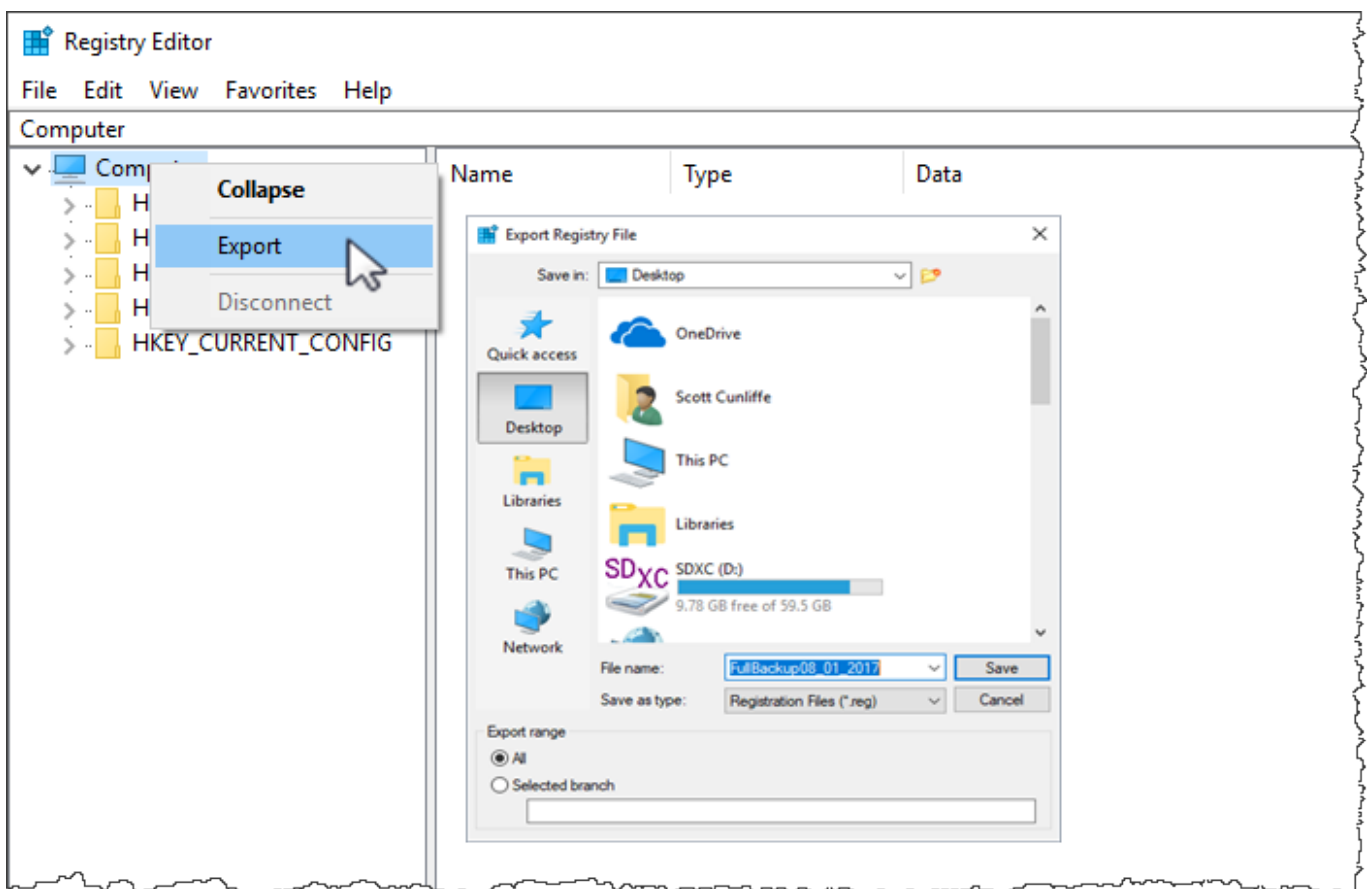 Registry Editor
File Edit View Favorites Help
Computer
Name Type Data
Collapse
H
H
Export
H
H
Disconnect
HKEY_CURRENT_CONFIG
Export Registry File
Save in: Desktop
Quick access
Desktop
Libraries
This PC
Network
OneDrive
Scott Cunliffe
This PC
Libraries
SDXC
SDXC (D:)
9.78 GB free of 59.5 GB
File name: FullBackup08_01_2017 Save
Save as type: Registration Files (*.reg) Cancel
Export range
All
Selected branch